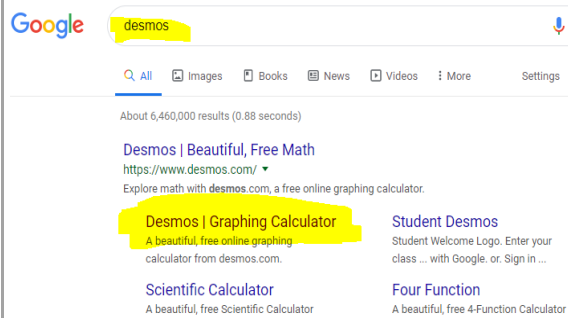 Google
desmos
All Images Books News Videos More Settings
About 6,460,000 results (0.88 seconds)
Desmos | Beautiful, Free Math
https://www.desmos.com/
Explore math with desmos.com, a free online graphing calculator.
Desmos | Graphing Calculator
A beautiful, free online graphing
calculator from desmos.com.
Student Desmos
Student Welcome Logo. Enter your
class ... with Google. or. Sign in ...
Scientific Calculator
A beautiful, free Scientific Calculator
Four Function
A beautiful, free 4-Function Calculator